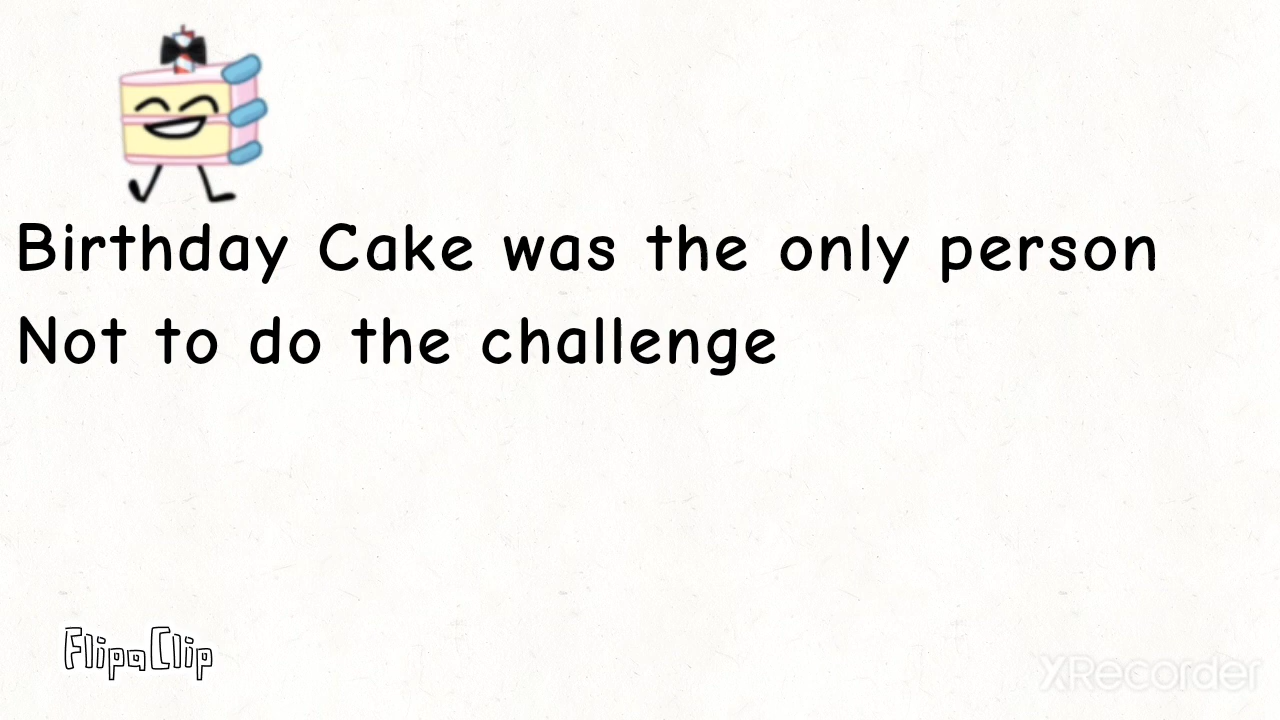 Birthday Cake was the only person
Not to do the challenge
FlipaClip
XRecorder